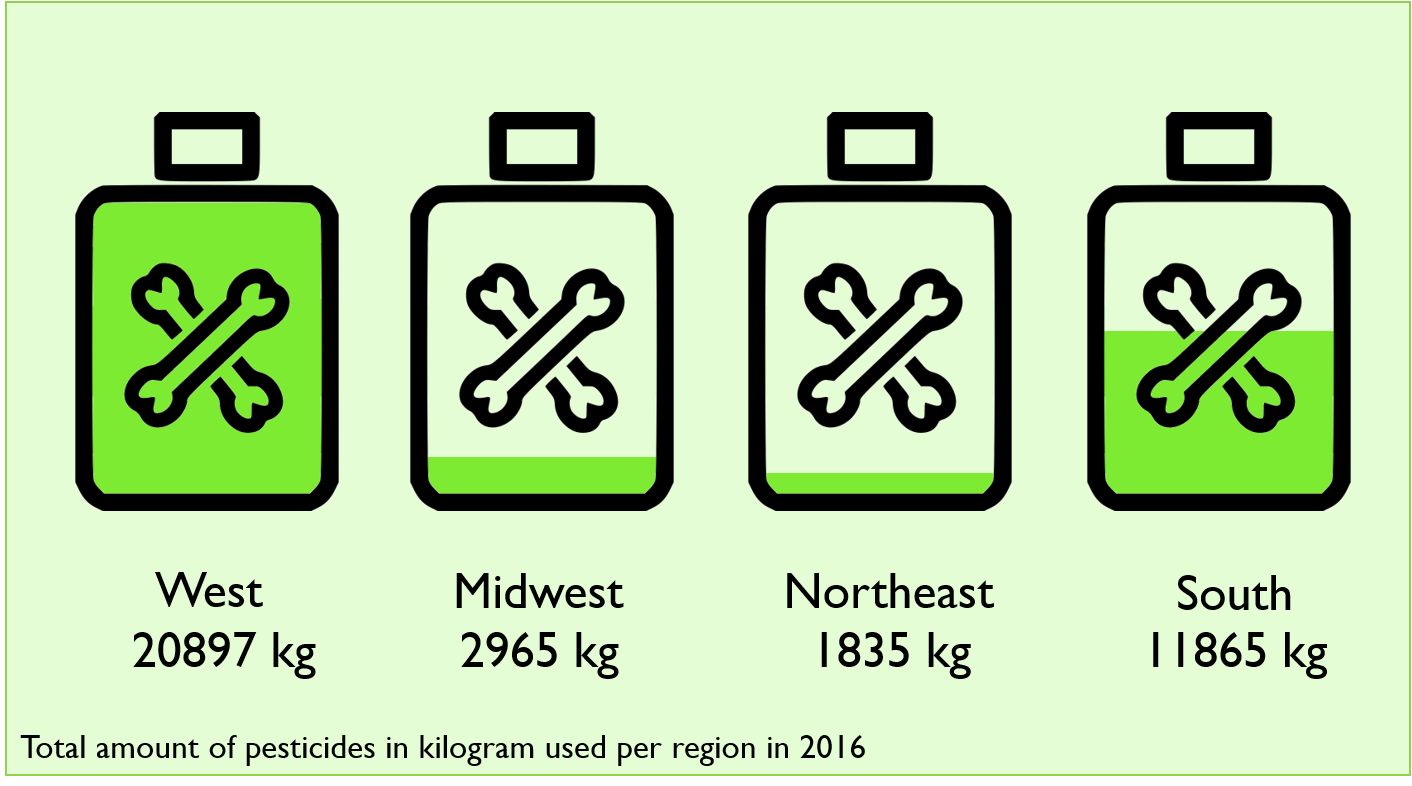 West
20897 kg
Midwest
2965 kg
Northeast
1835 kg
South
11865 kg
Total amount of pesticides in kilogram used per region in 2016